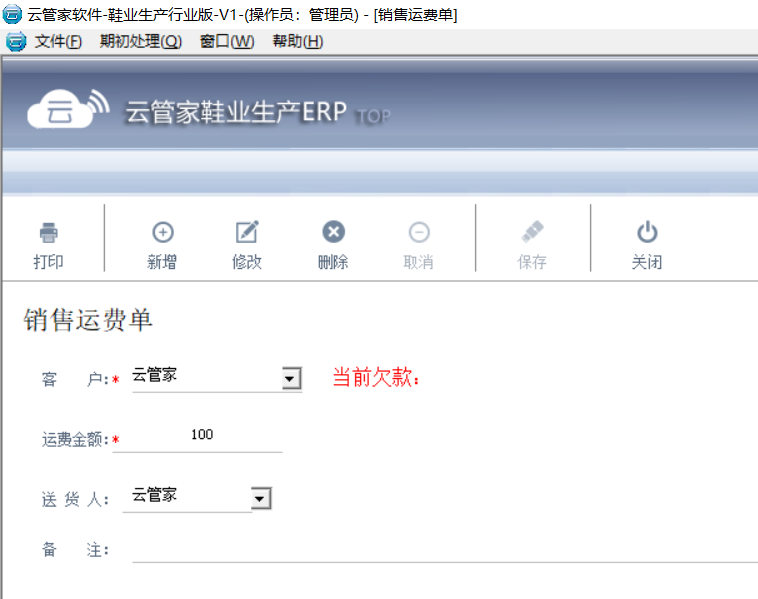 云管家软件-鞋业生产行业版-V1-(操作员：管理员) - [销售运费单]
文件(F) 期初处理(Q) 窗口(W) 帮助(H)
云 云管家鞋业生产ERP TOP
打印 新增 修改 删除 取消 保存 关闭
销售运费单
客 户:* 云管家 当前欠款:
运费金额:* 100
送 货 人: 云管家
备 注: